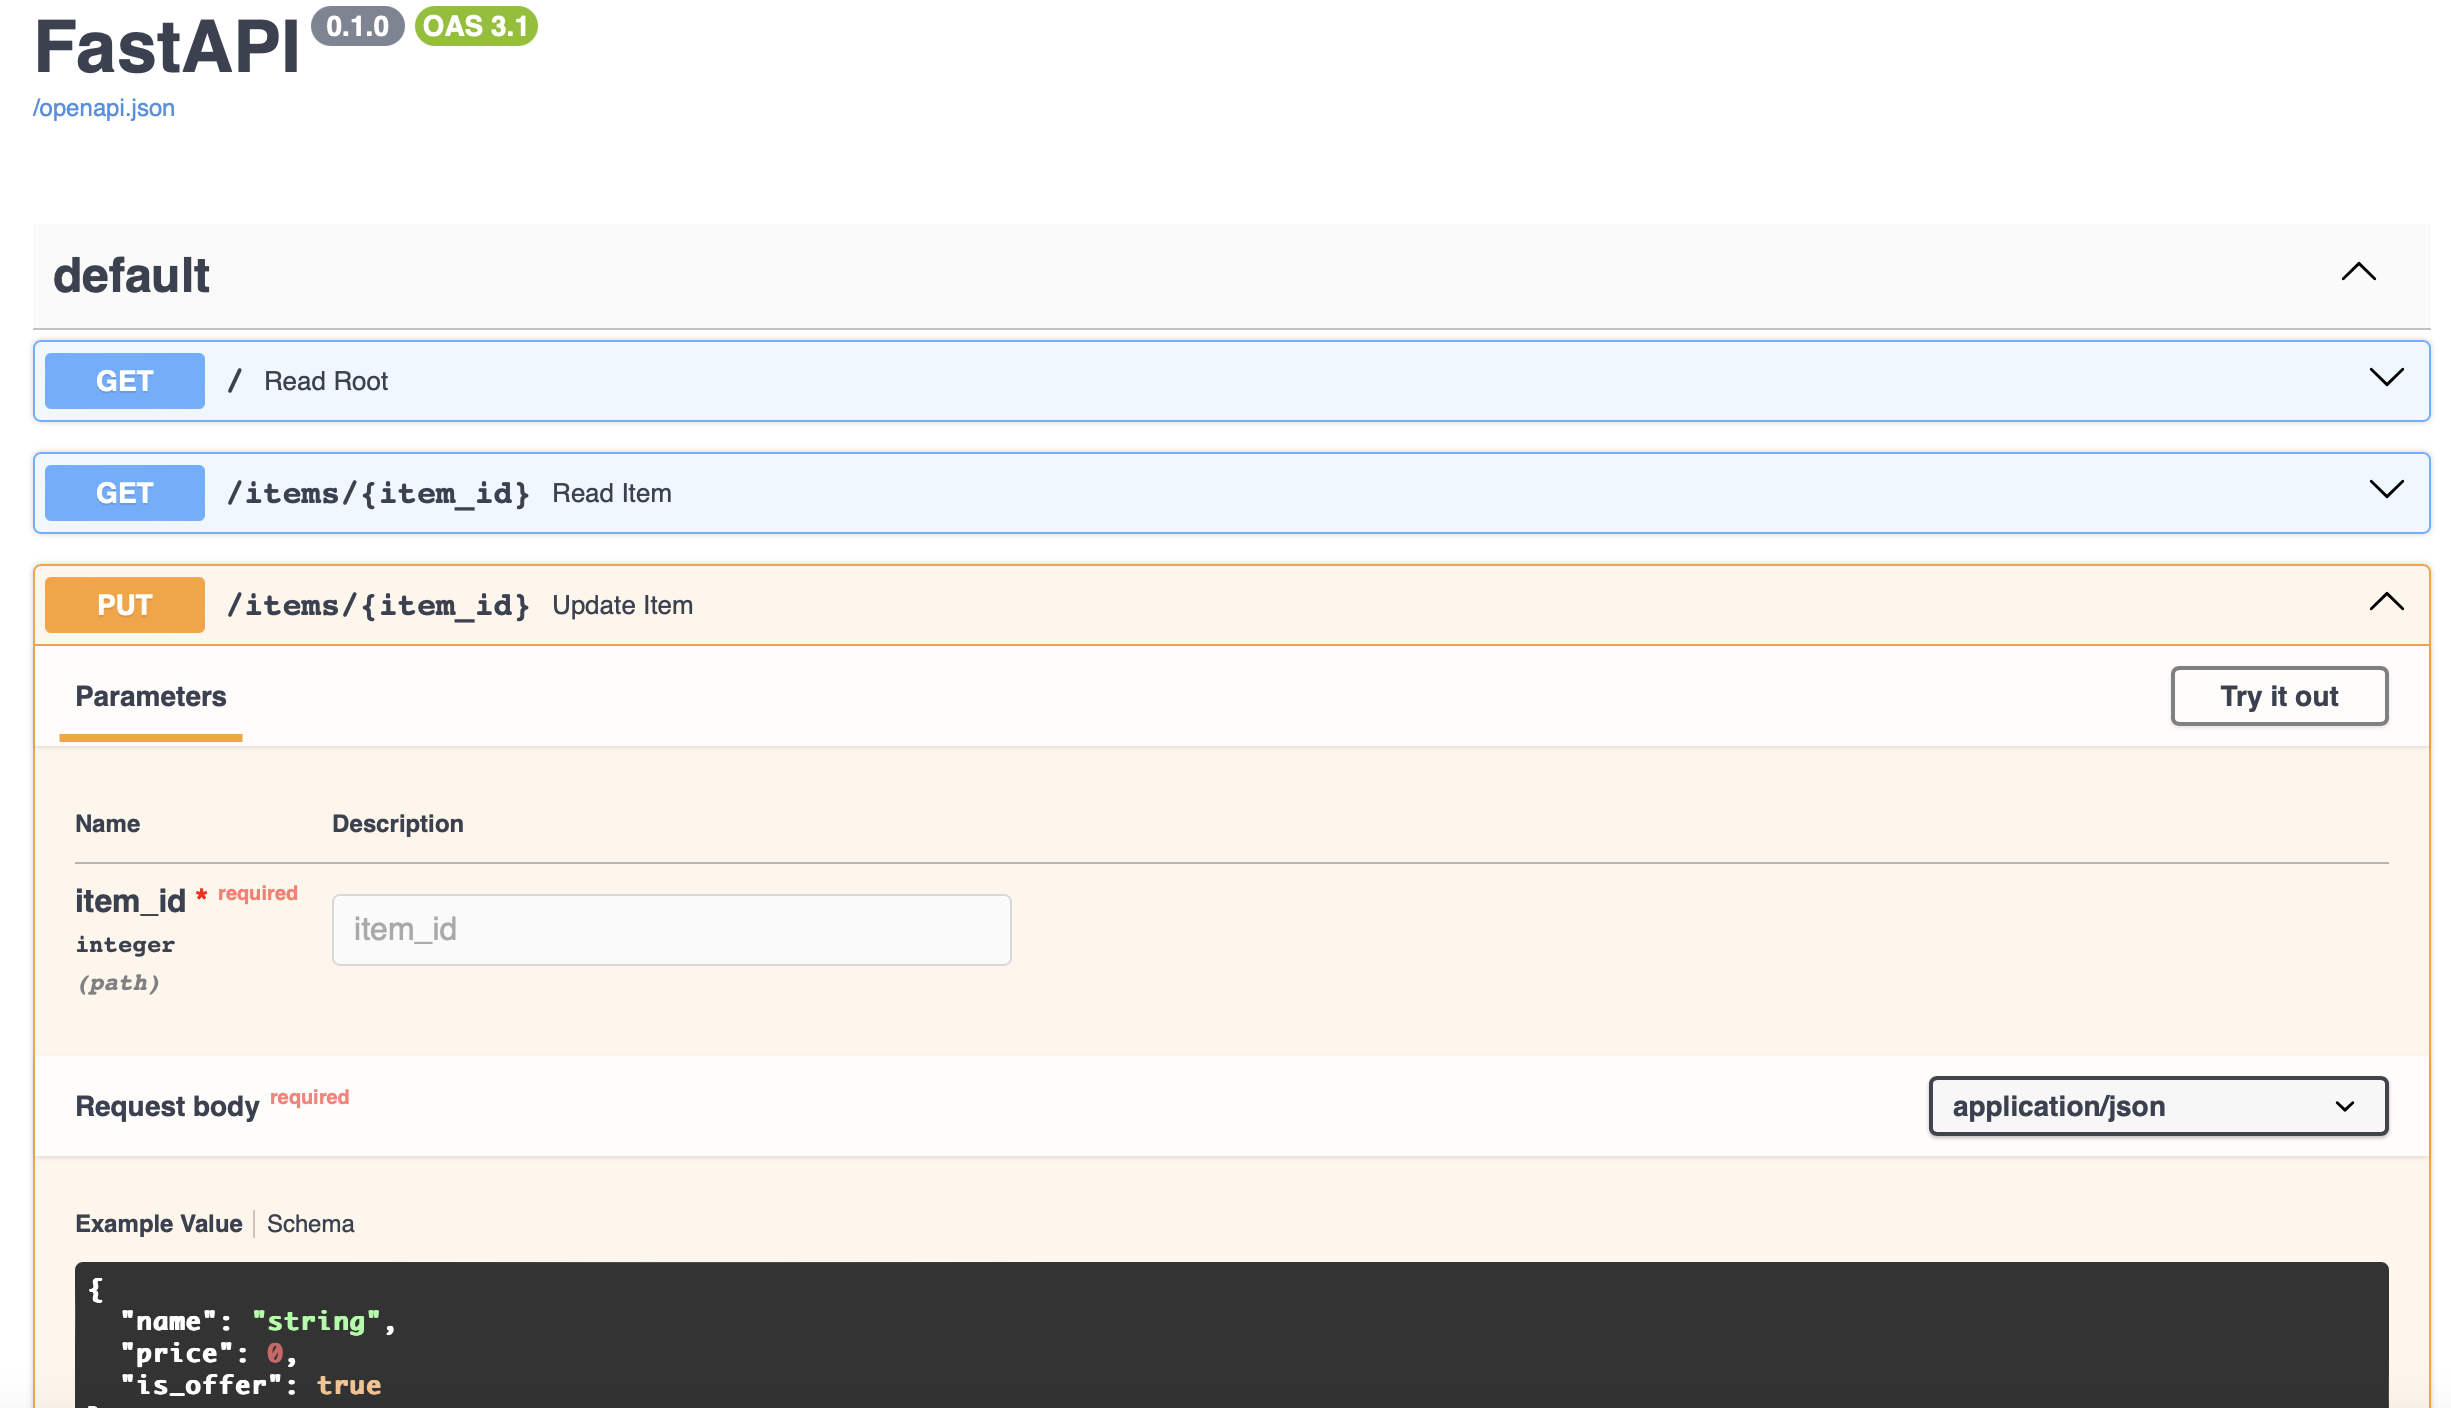 FastAPI 0.1.0 OAS 3.1
/openapi.json
default
GET / Read Root
GET /items/{item_id} Read Item
PUT /items/{item_id} Update Item
Parameters
Try it out
Name Description
item_id * required
integer
(path)
item_id
Request body required
application/json
Example Value Schema
{
  "name": "string",
  "price": 0,
  "is_offer": true